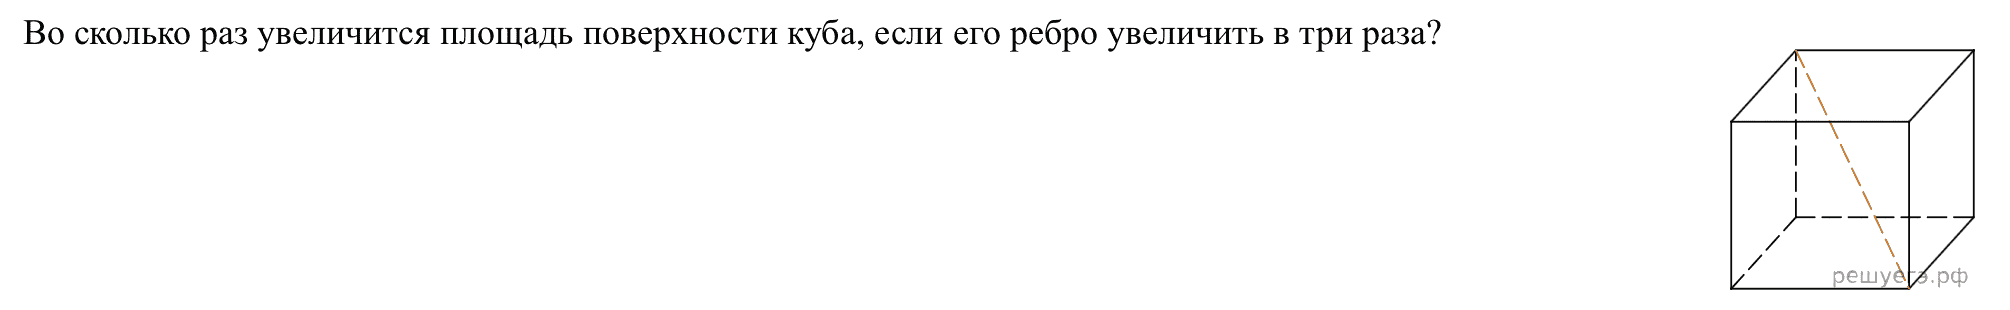 Во сколько раз увеличится площадь поверхности куба, если его ребро увеличить в три раза?
решуегэ.рф